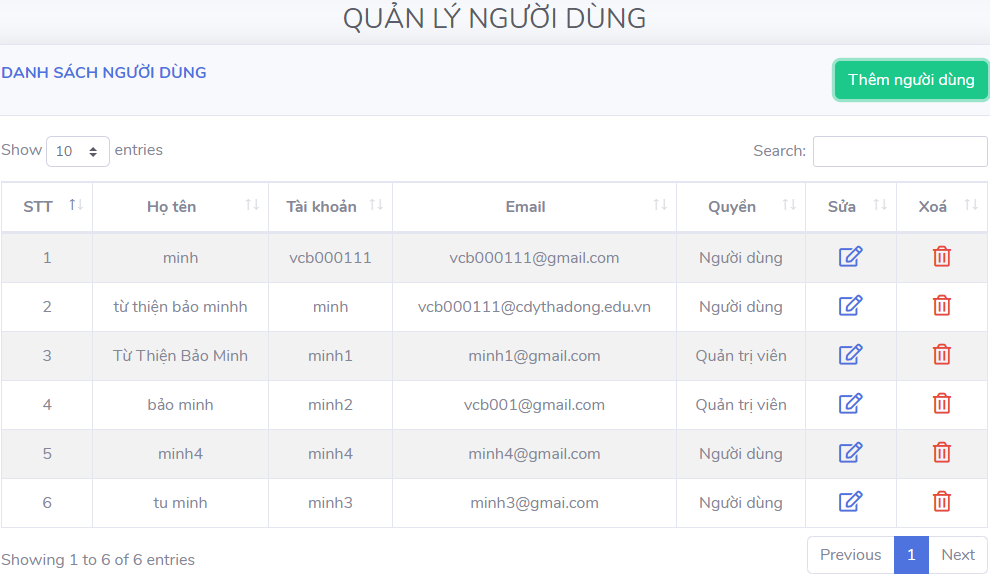 QUẢN LÝ NGƯỜI DÙNG
DANH SÁCH NGƯỜI DÙNG
Thêm người dùng
Show 10 entries
Search:
STT Họ tên Tài khoản Email Quyền Sửa Xoá
1 minh vcb000111 vcb000111@gmail.com Người dùng
2 từ thiện bảo minhh minh vcb000111@cdythadong.edu.vn Người dùng
3 Từ Thiện Bảo Minh minh1 minh1@gmail.com Quản trị viên
4 bảo minh minh2 vcb001@gmail.com Quản trị viên
5 minh4 minh4 minh4@gmail.com Người dùng
6 tu minh minh3 minh3@gmai.com Người dùng
Showing 1 to 6 of 6 entries
Previous 1 Next